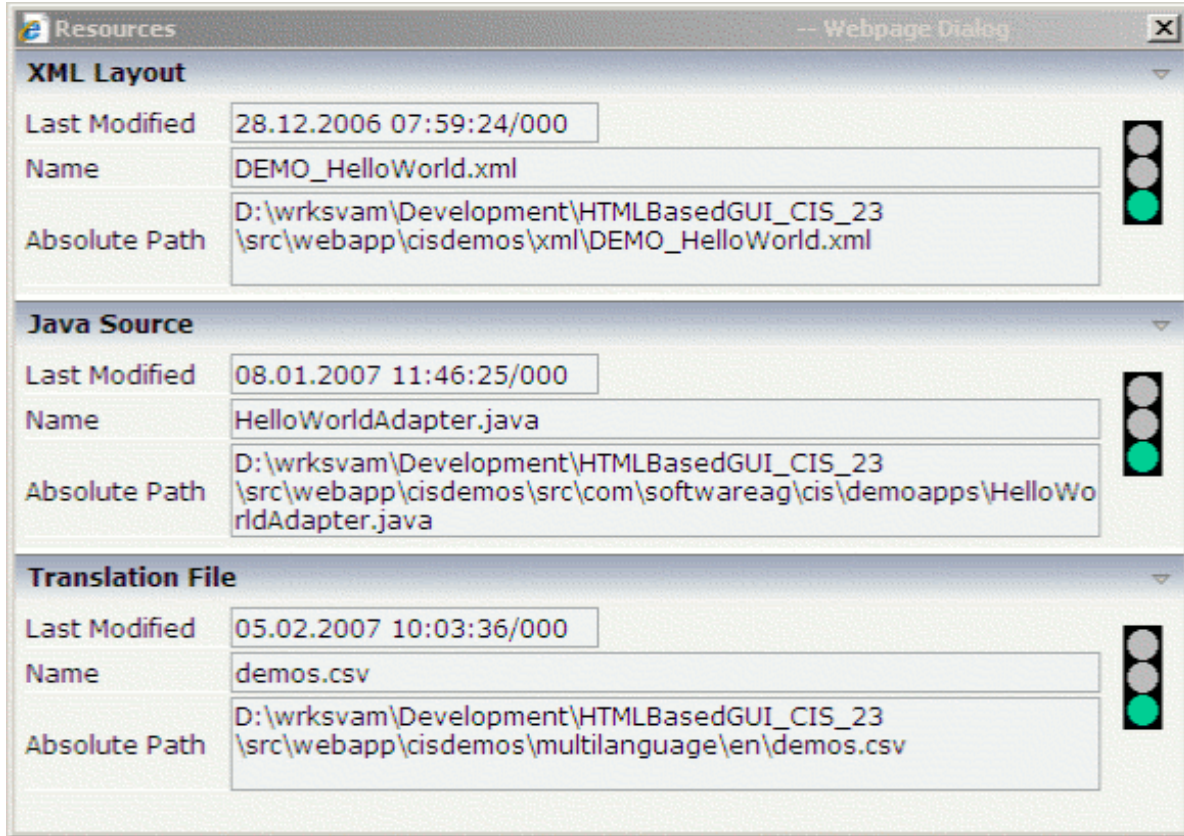 Resources -- Webpage Dialog
XML Layout
Last Modified 28.12.2006 07:59:24/000
Name DEMO_HelloWorld.xml
Absolute Path D:\wrksvam\Development\HTMLBasedGUI_CIS_23
\src\webapp\cisdemos\xml\DEMO_HelloWorld.xml
Java Source
Last Modified 08.01.2007 11:46:25/000
Name HelloWorldAdapter.java
Absolute Path D:\wrksvam\Development\HTMLBasedGUI_CIS_23
\src\webapp\cisdemos\src\com\softwareag\cis\demoapps\HelloWo
rldAdapter.java
Translation File
Last Modified 05.02.2007 10:03:36/000
Name demos.csv
Absolute Path D:\wrksvam\Development\HTMLBasedGUI_CIS_23
\src\webapp\cisdemos\multilanguage\en\demos.csv